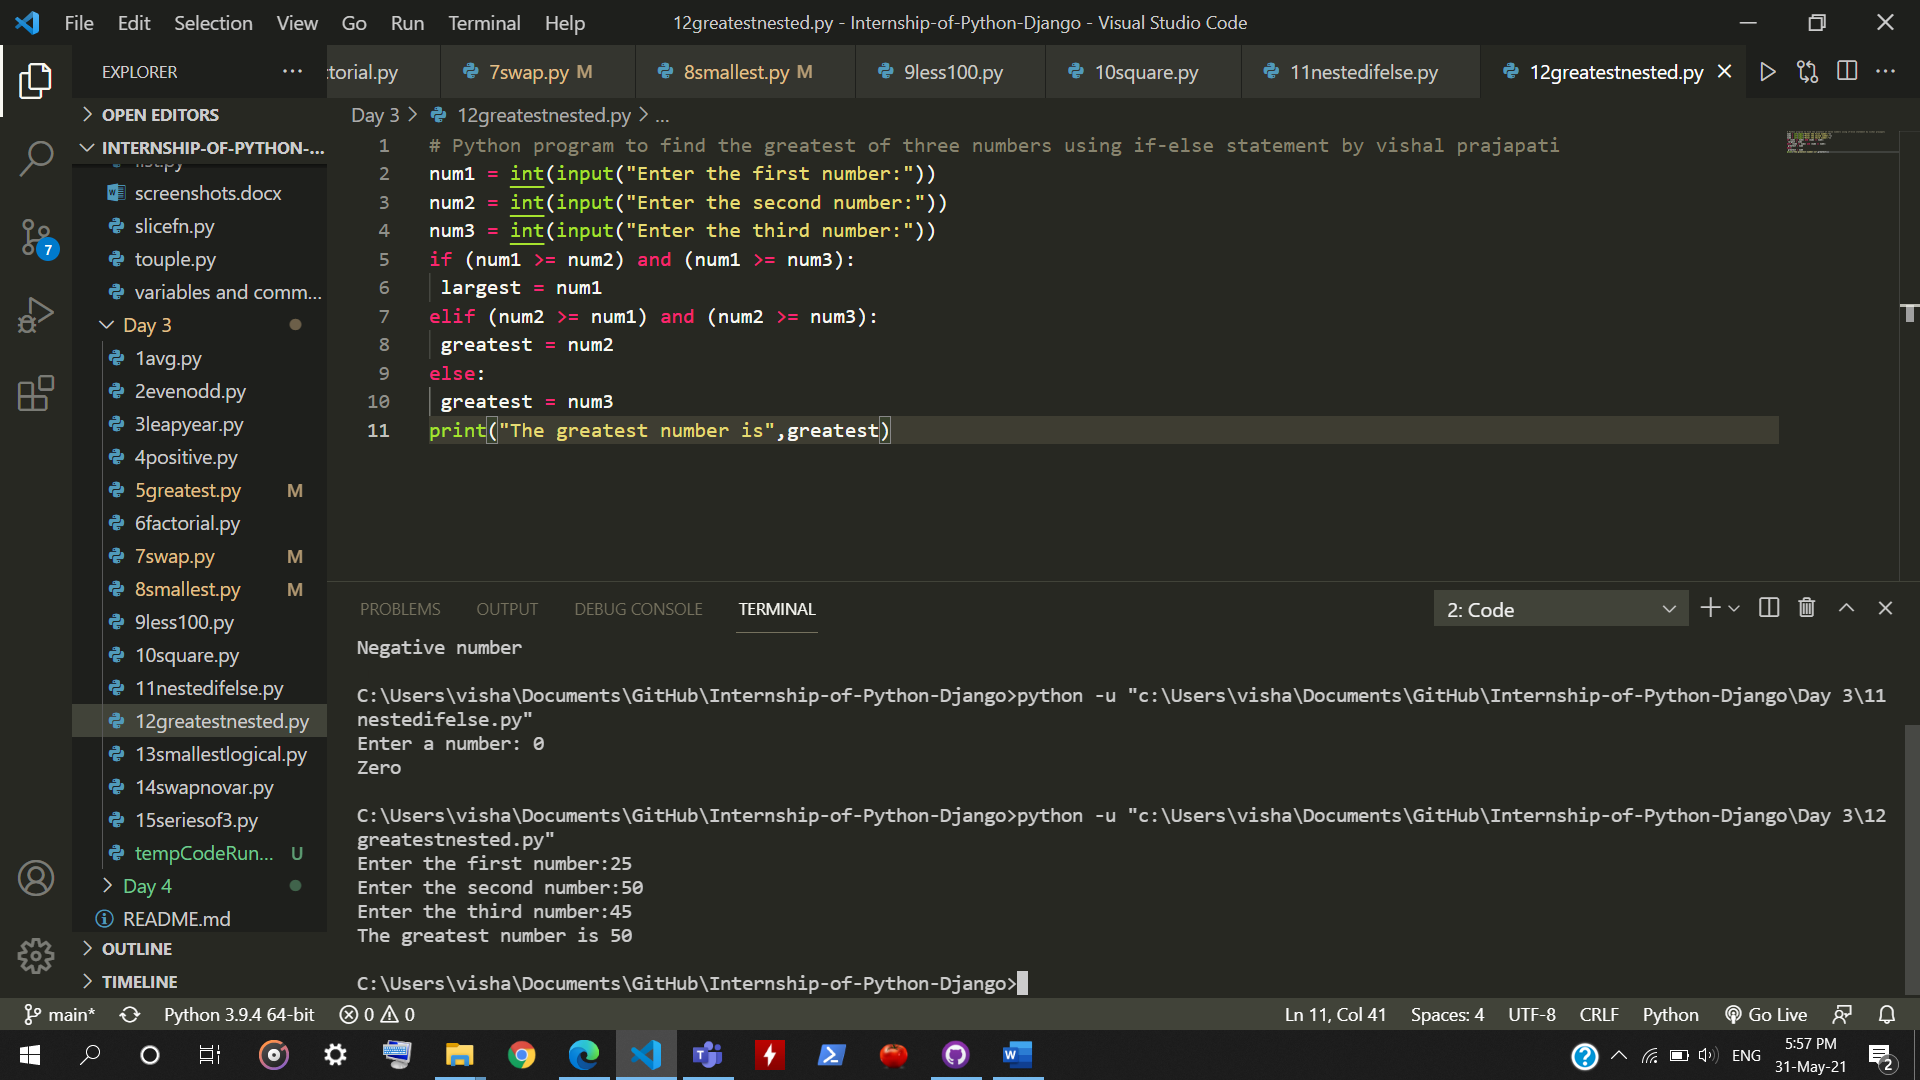 File Edit Selection View Go Run Terminal Help 12greatestnested.py - Internship-of-Python-Django - Visual Studio Code
EXPLORER ··· torial.py 7swap.py M 8smallest.py M 9less100.py 10square.py 11nestedifelse.py 12greatestnested.py
OPEN EDITORS
INTERNSHIP-OF-PYTHON-...
screenshots.docx
slicefn.py
touple.py
variables and comm...
Day 3
1avg.py
2evenodd.py
3leapyear.py
4positive.py
5greatest.py M
6factorial.py
7swap.py M
8smallest.py M
9less100.py
10square.py
11nestedifelse.py
12greatestnested.py
13smallestlogical.py
14swapnovar.py
15seriesof3.py
tempCodeRun... U
Day 4
README.md
OUTLINE
TIMELINE
7
Day 3 > 12greatestnested.py > ...
1 # Python program to find the greatest of three numbers using if-else statement by vishal prajapati
2 num1 = int(input("Enter the first number:"))
3 num2 = int(input("Enter the second number:"))
4 num3 = int(input("Enter the third number:"))
5 if (num1 >= num2) and (num1 >= num3):
6  largest = num1
7 elif (num2 >= num1) and (num2 >= num3):
8  greatest = num2
9 else:
10  greatest = num3
11 print("The greatest number is",greatest)
PROBLEMS OUTPUT DEBUG CONSOLE TERMINAL 2: Code
Negative number
C:\Users\visha\Documents\GitHub\Internship-of-Python-Django>python -u "c:\Users\visha\Documents\GitHub\Internship-of-Python-Django\Day 3\11
nestedifelse.py"
Enter a number: 0
Zero
C:\Users\visha\Documents\GitHub\Internship-of-Python-Django>python -u "c:\Users\visha\Documents\GitHub\Internship-of-Python-Django\Day 3\12
greatestnested.py"
Enter the first number:25
Enter the second number:50
Enter the third number:45
The greatest number is 50
C:\Users\visha\Documents\GitHub\Internship-of-Python-Django>
main* Python 3.9.4 64-bit 0 0 Ln 11, Col 41 Spaces: 4 UTF-8 CRLF Python Go Live
ENG 5:57 PM
31-May-21 2